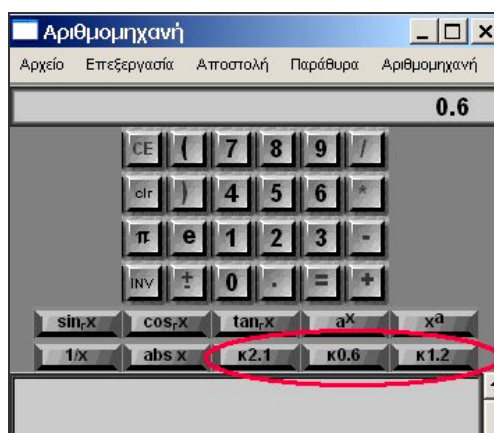 Αριθμομηχανή
Αρχείο Επεξεργασία Αποστολή Παράθυρα Αριθμομηχανή
0.6
CE ( 7 8 9 /
clr ) 4 5 6 *
π e 1 2 3 -
INV ± 0 . = +
sinᵣx cosᵣx tanᵣx aˣ xᵃ
1/x abs x κ2.1 κ0.6 κ1.2